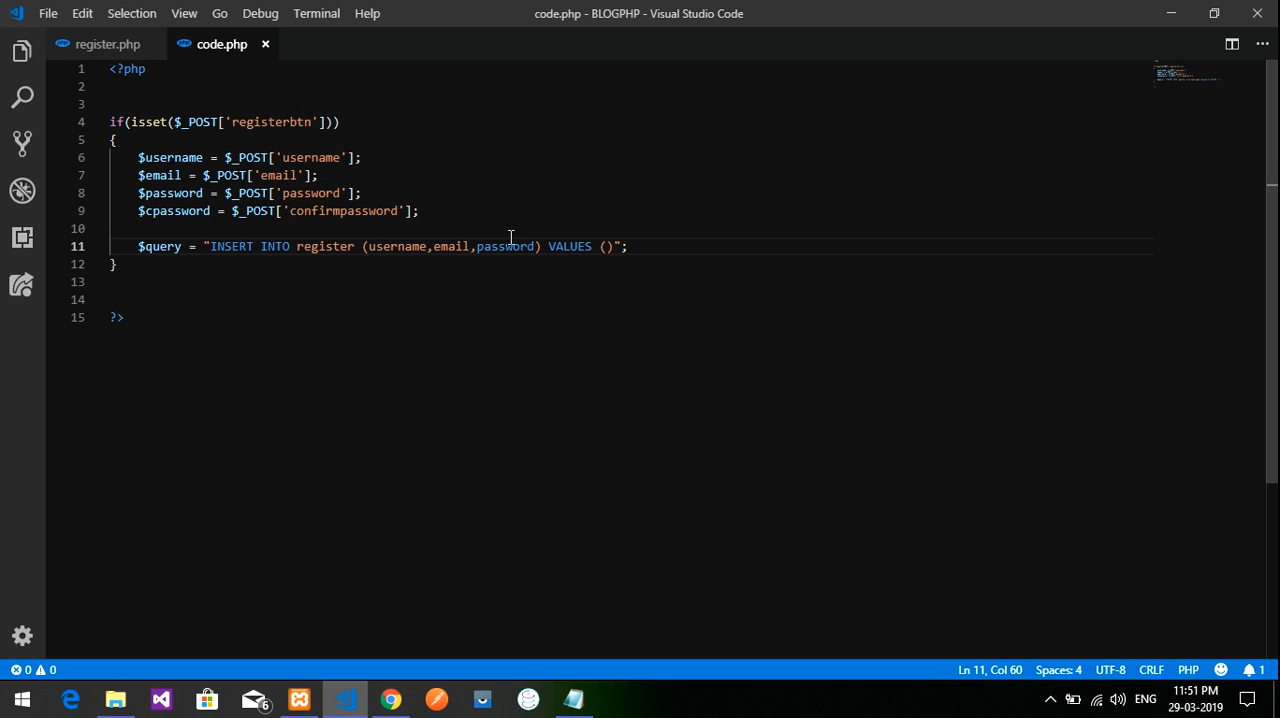 File Edit Selection View Go Debug Terminal Help code.php - BLOGPHP - Visual Studio Code
register.php code.php
1 <?php
2
3
4 if(isset($_POST['registerbtn']))
5 {
6 $username = $_POST['username'];
7 $email = $_POST['email'];
8 $password = $_POST['password'];
9 $cpassword = $_POST['confirmpassword'];
10
11 $query = "INSERT INTO register (username,email,password) VALUES ()";
12 }
13
14
15 ?>
0 0 Ln 11, Col 60 Spaces: 4 UTF-8 CRLF PHP 1
6 ENG 11:51 PM
29-03-2019